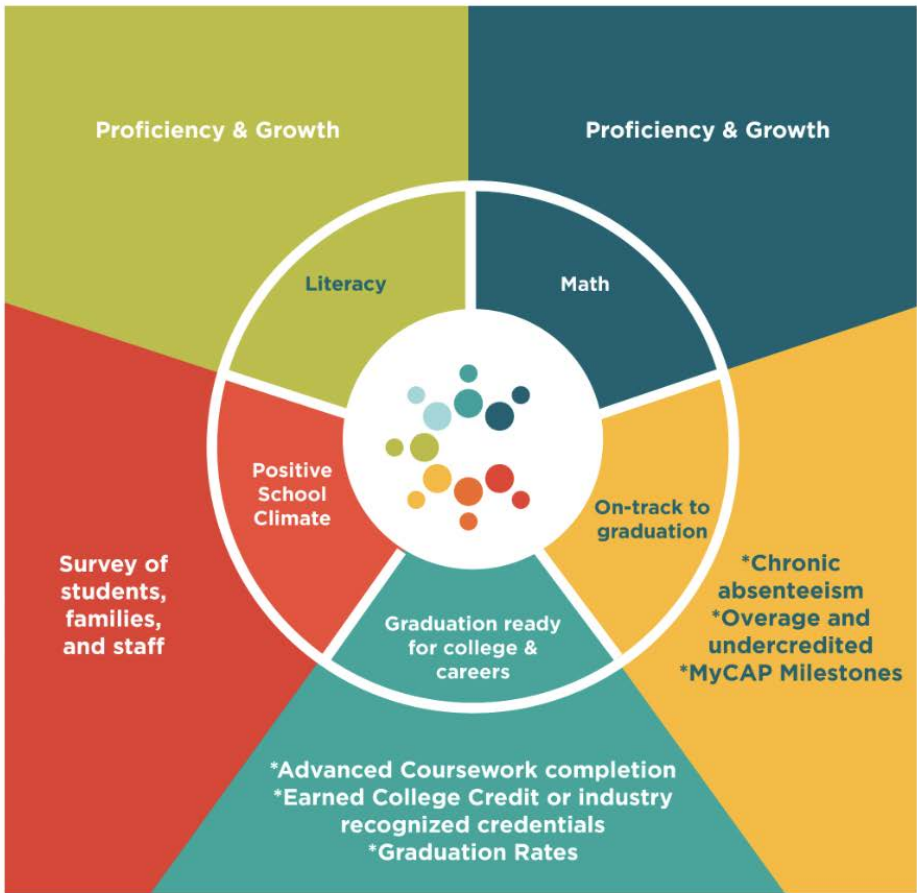 Proficiency & Growth
Proficiency & Growth
Literacy
Math
Positive
School
Climate
On-track to
graduation
Survey of
students,
families,
and staff
*Chronic
absenteeism
*Overage and
undercredited
*MyCAP Milestones
Graduation ready
for college &
careers
*Advanced Coursework completion
*Earned College Credit or industry
recognized credentials
*Graduation Rates